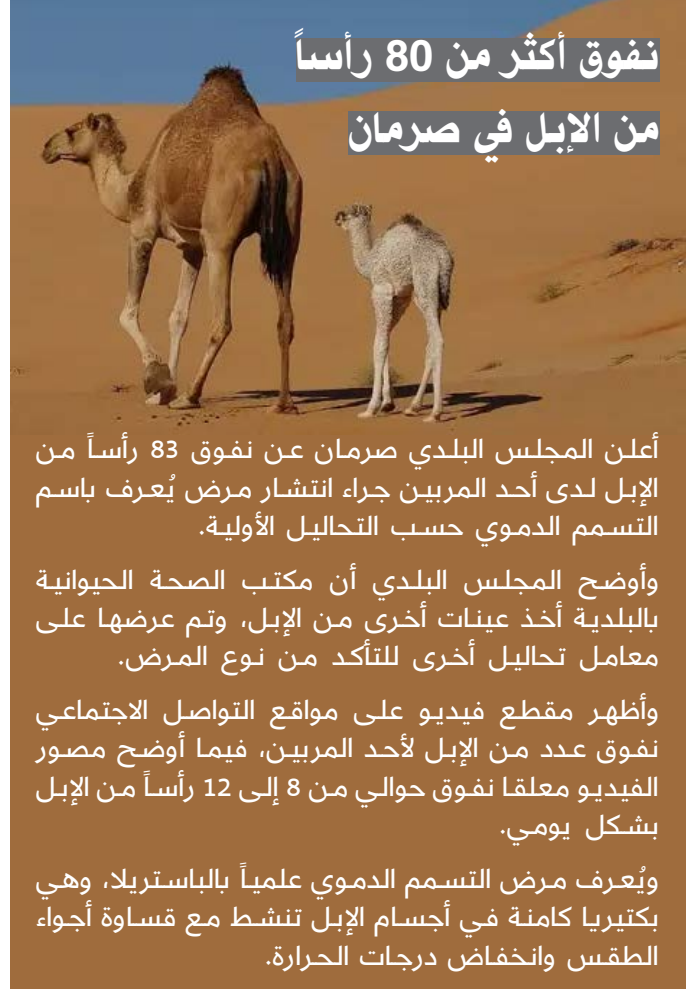 نفوق أكثر من 80 رأساً
من الإبل في صرمان
أعلن المجلس البلدي صرمان عن نفوق 83 رأساً من
الإبل لدى أحد المربين جراء انتشار مرض يُعرف باسم
التسمم الدموي حسب التحاليل الأولية.
وأوضح المجلس البلدي أن مكتب الصحة الحيوانية
بالبلدية أخذ عينات أخرى من الإبل، وتم عرضها على
معامل تحاليل أخرى للتأكد من نوع المرض.
وأظهر مقطع فيديو على مواقع التواصل الاجتماعي
نفوق عدد من الإبل لأحد المربين، فيما أوضح مصور
الفيديو معلقا نفوق حوالي من 8 إلى 12 رأساً من الإبل
بشكل يومي.
ويُعرف مرض التسمم الدموي علمياً بالباستريلا، وهي
بكتيريا كامنة في أجسام الإبل تنشط مع قساوة أجواء
الطقس وانخفاض درجات الحرارة.